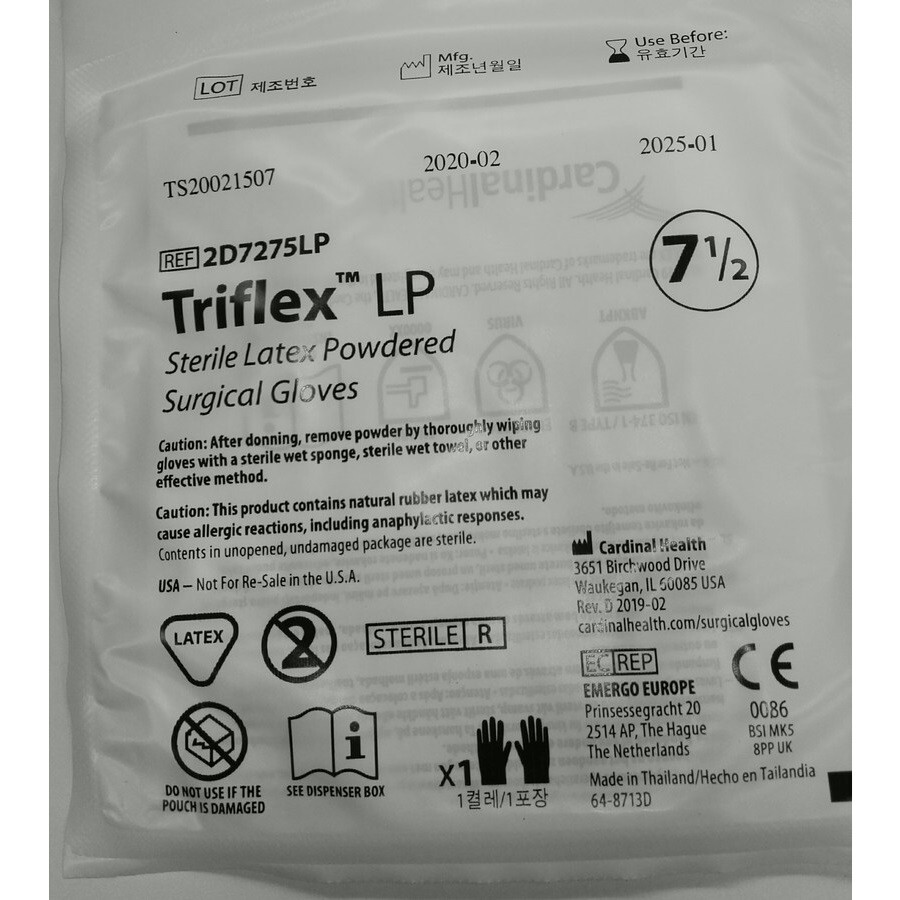 LOT 제조번호
Mfg.
제조년월일
Use Before:
유효기간
TS20021507
2020-02
2025-01
CardinalHeal
REF 2D7275LP
7 1/2
Triflex™ LP
Sterile Latex Powdered
Surgical Gloves
Caution: After donning, remove powder by thoroughly wiping
gloves with a sterile wet sponge, sterile wet towel, or other
effective method.
Caution: This product contains natural rubber latex which may
cause allergic reactions, including anaphylactic responses.
Contents in unopened, undamaged package are sterile.
USA – Not For Re-Sale in the U.S.A.
Cardinal Health
3651 Birchwood Drive
Waukegan, IL 60085 USA
Rev. D 2019-02
cardinalhealth.com/surgicalgloves
LATEX
2
STERILE R
EC REP
EMERGO EUROPE
Prinsessegracht 20
2514 AP, The Hague
The Netherlands
CE
0086
BSI MK5
8PP UK
DO NOT USE IF THE
POUCH IS DAMAGED
i
SEE DISPENSER BOX
X1
1켤레/1포장
Made in Thailand/Hecho en Tailandia
64-8713D